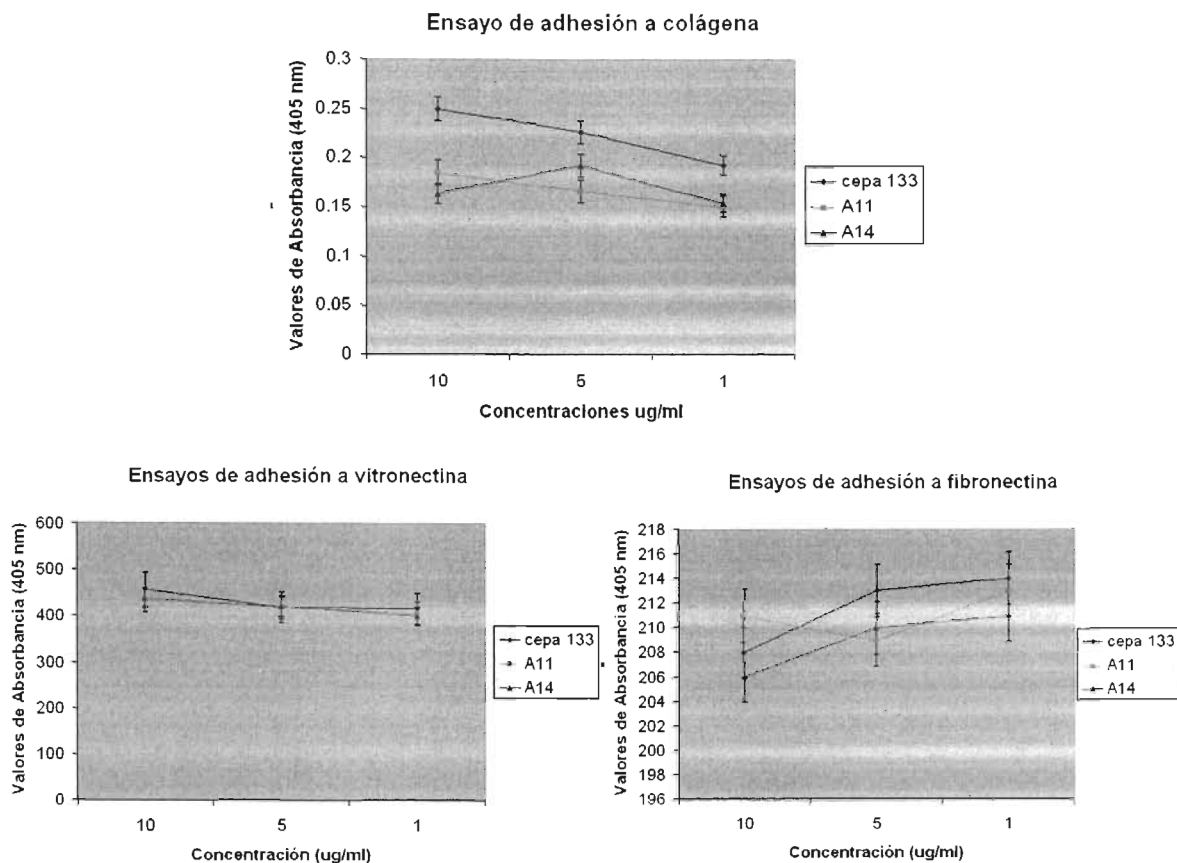 Ensayo de adhesión a colágena
Valores de Absorbancia (405 nm)
0.3
0.25
0.2
0.15
0.1
0.05
0
10 5 1
Concentraciones ug/ml
cepa 133
A11
A14
Ensayos de adhesión a vitronectina
Valores de Absorbancia (405 nm)
600
500
400
300
200
100
0
10 5 1
Concentración (ug/ml)
cepa 133
A11
A14
Ensayos de adhesión a fibronectina
Valores de Absorbancia (405 nm)
218
216
214
212
210
208
206
204
202
200
198
196
10 5 1
Concentración (ug/ml)
cepa 133
A11
A14